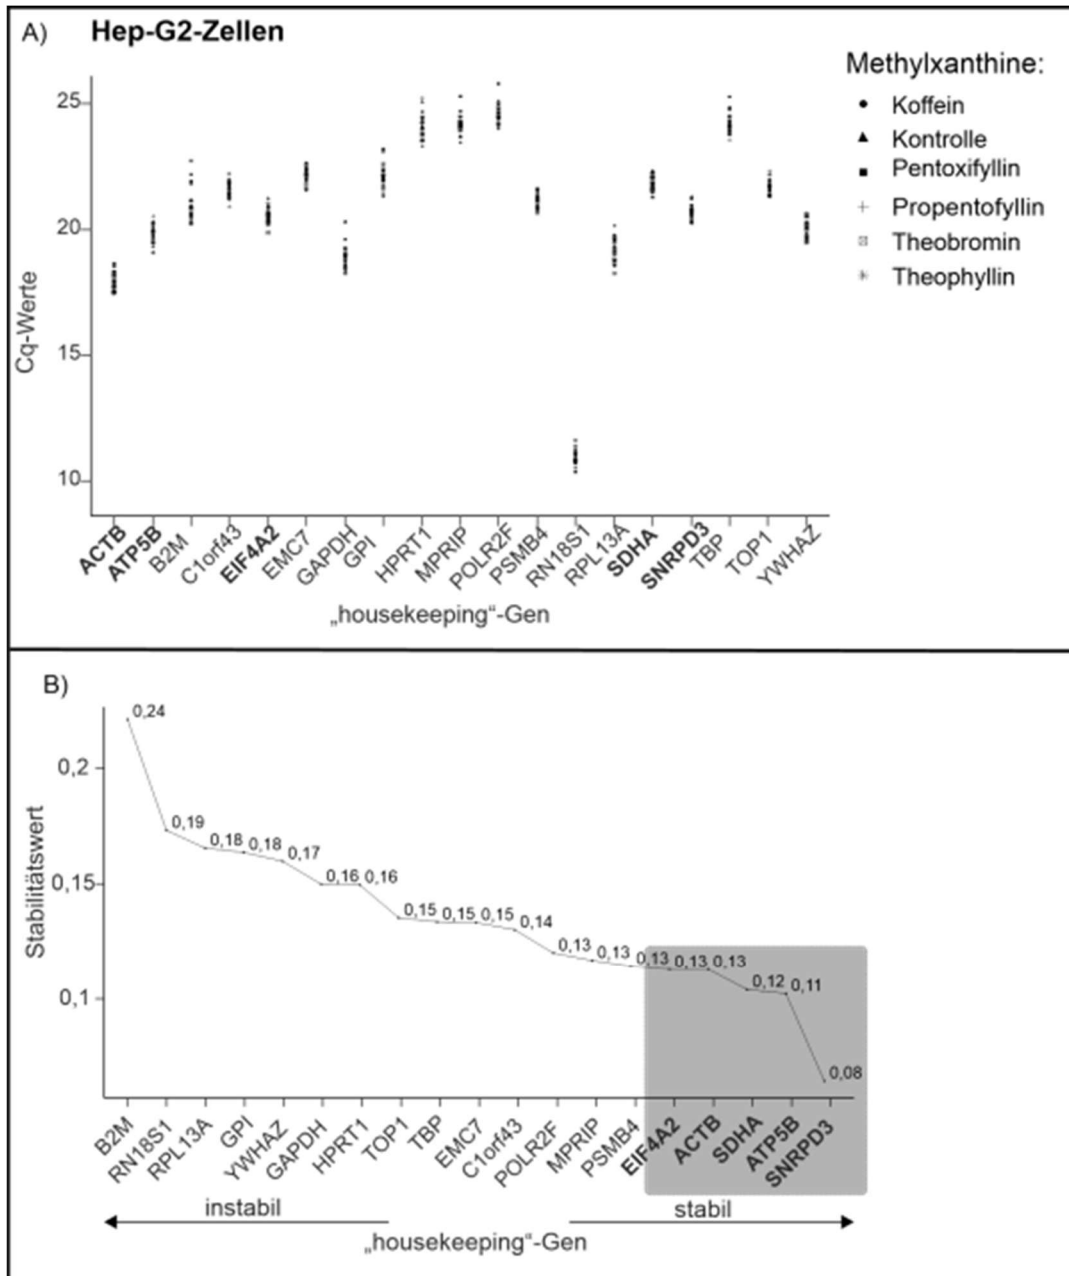 A) Hep-G2-Zellen
Methylxanthine:
Koffein
Kontrolle
Pentoxifyllin
Propentofyllin
Theobromin
Theophyllin
Cq-Werte
25
20
15
10
ACTB
ATP5B
B2M
C1orf43
EIF4A2
EMC7
GAPDH
GPI
HPRT1
MPRIP
POLR2F
PSMB4
RN18S1
RPL13A
SDHA
SNRPD3
TBP
TOP1
YWHAZ
„housekeeping“-Gen
B)
Stabilitätswert
0,2
0,15
0,1
0,24
0,19
0,18
0,18
0,17
0,16
0,16
0,15
0,15
0,15
0,14
0,13
0,13
0,13
0,13
0,13
0,12
0,11
0,08
B2M
RN18S1
RPL13A
GPI
YWHAZ
GAPDH
HPRT1
TOP1
TBP
EMC7
C1orf43
POLR2F
MPRIP
PSMB4
EIF4A2
ACTB
SDHA
ATP5B
SNRPD3
instabil
stabil
„housekeeping“-Gen